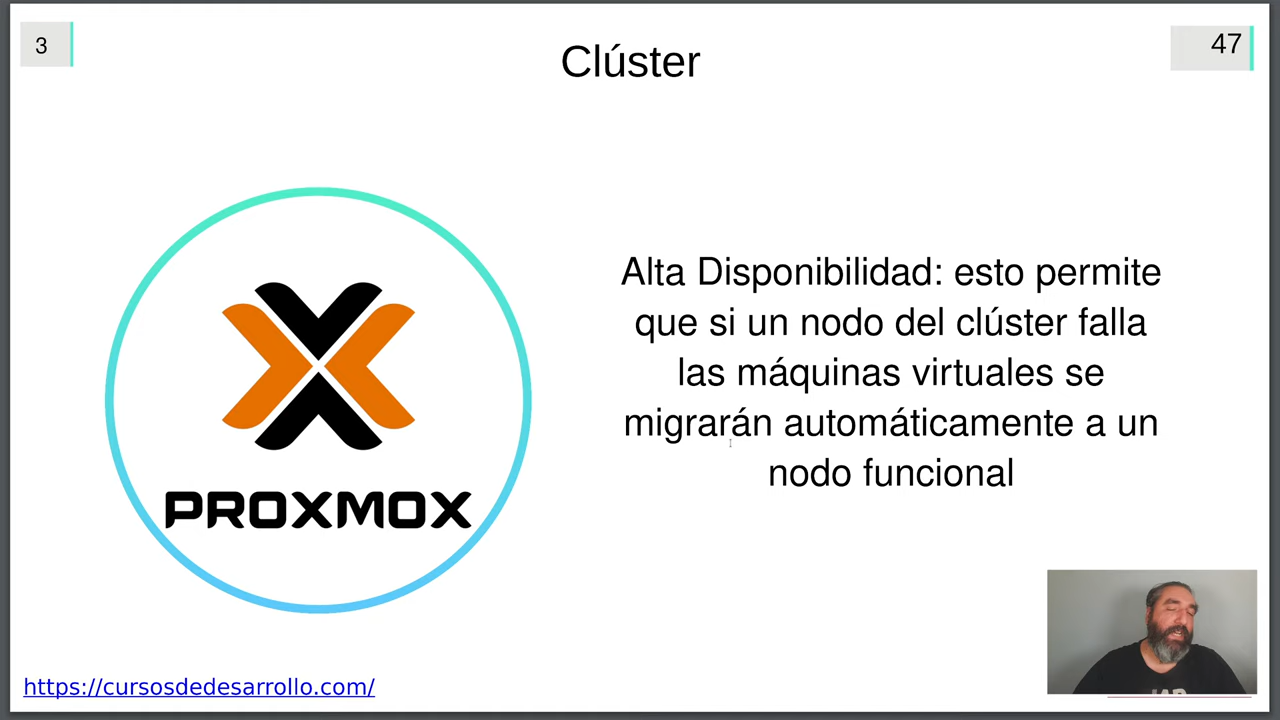 3
Clúster
47
Alta Disponibilidad: esto permite
que si un nodo del clúster falla
las máquinas virtuales se
migrarán automáticamente a un
nodo funcional
PROXMOX
https://cursosdedesarrollo.com/